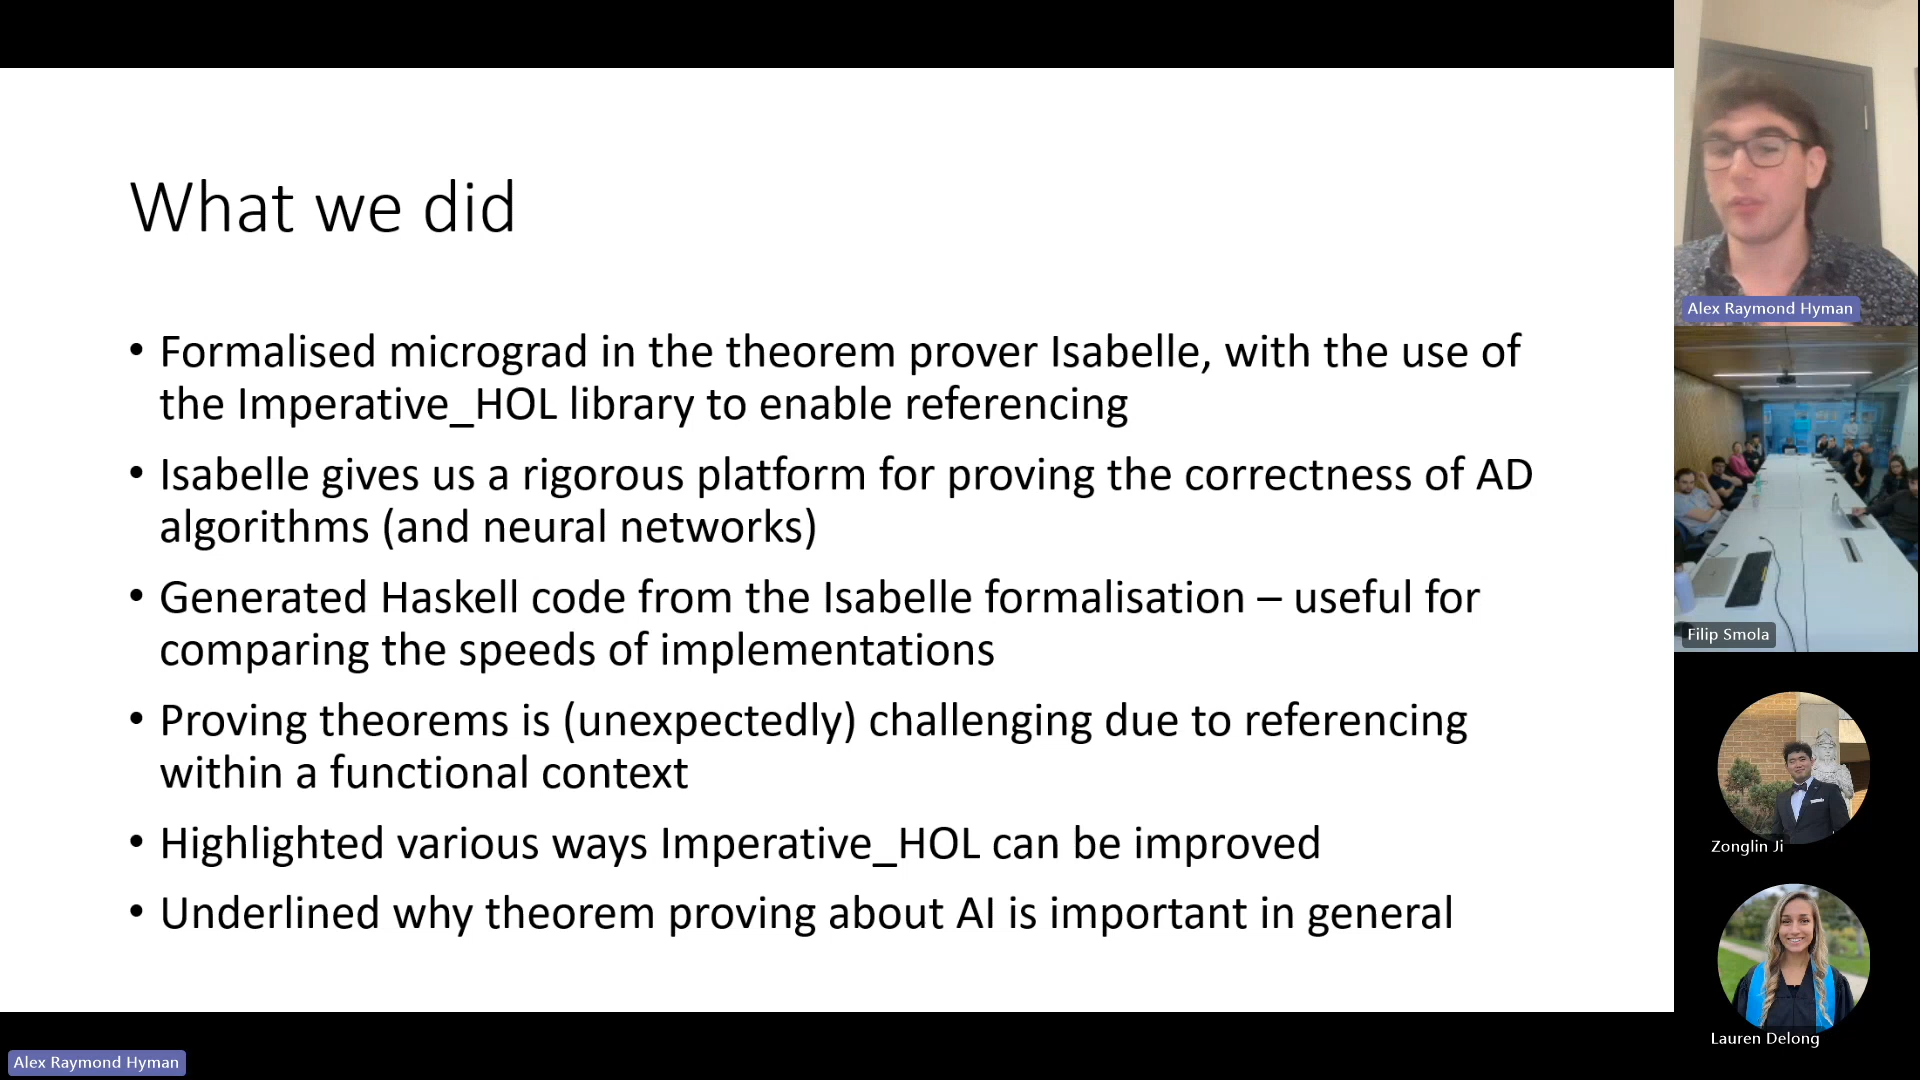 What we did
• Formalised micrograd in the theorem prover Isabelle, with the use of
the Imperative_HOL library to enable referencing
• Isabelle gives us a rigorous platform for proving the correctness of AD
algorithms (and neural networks)
• Generated Haskell code from the Isabelle formalisation – useful for
comparing the speeds of implementations
• Proving theorems is (unexpectedly) challenging due to referencing
within a functional context
• Highlighted various ways Imperative_HOL can be improved
• Underlined why theorem proving about AI is important in general
Alex Raymond Hyman
Filip Smola
Zonglin Ji
Lauren Delong
Alex Raymond Hyman